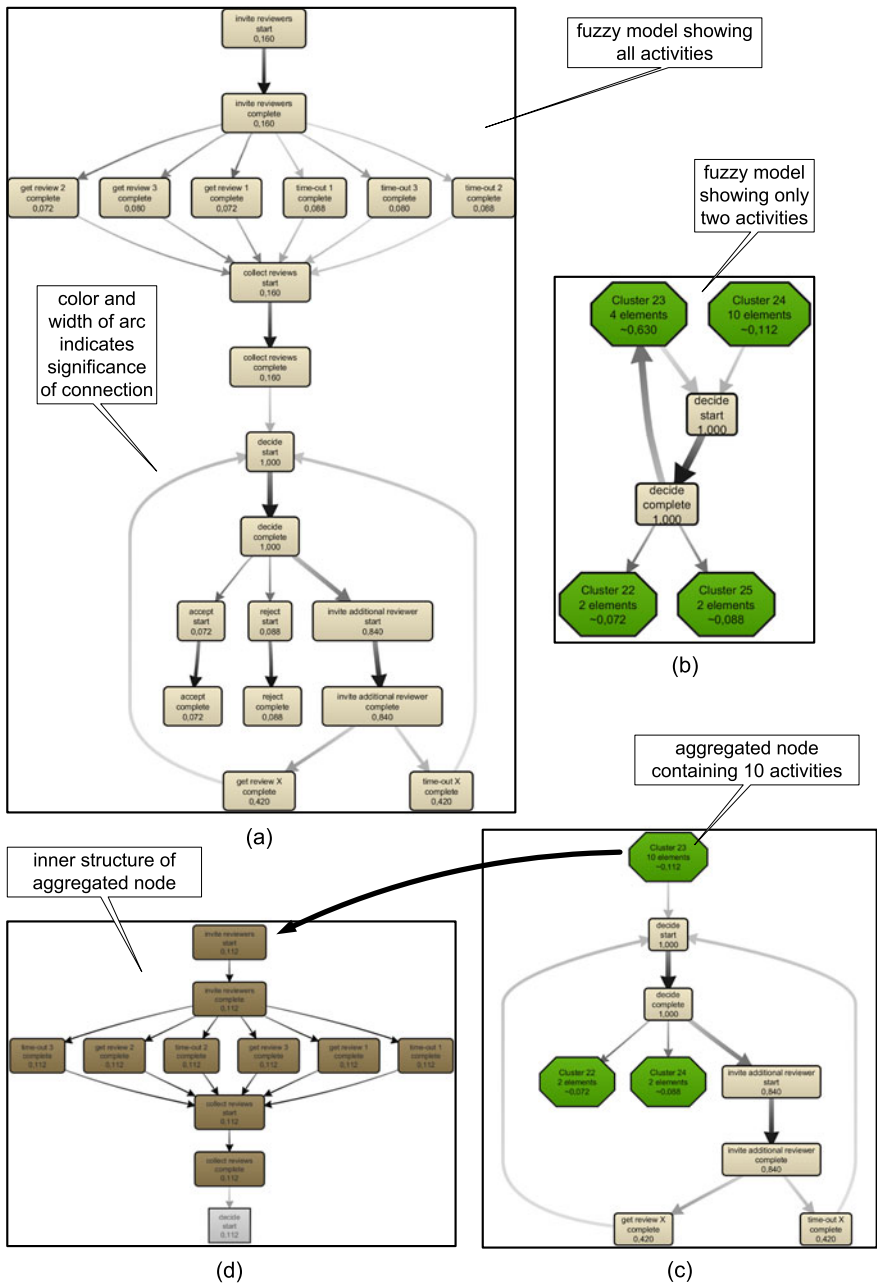 invite reviewers
start
0,160
fuzzy model showing
all activities
invite reviewers
complete
0,160
get review 2
complete
0,072
get review 3
complete
0,080
get review 1
complete
0,072
time-out 1
complete
0,088
time-out 3
complete
0,080
time-out 2
complete
0,088
collect reviews
start
0,160
color and
width of arc
indicates
significance
of connection
collect reviews
complete
0,160
decide
start
1,000
decide
complete
1,000
accept
start
0,072
reject
start
0,088
invite additional reviewer
start
0,840
accept
complete
0,072
reject
complete
0,088
invite additional reviewer
complete
0,840
get review X
complete
0,420
time-out X
complete
0,420
(a)
fuzzy model
showing only
two activities
Cluster 23
4 elements
~0,630
Cluster 24
10 elements
~0,112
decide
start
1,000
decide
complete
1,000
Cluster 22
2 elements
~0,072
Cluster 25
2 elements
~0,088
(b)
aggregated node
containing 10 activities
Cluster 23
10 elements
~0,112
decide
start
1,000
decide
complete
1,000
Cluster 22
2 elements
~0,072
Cluster 24
2 elements
~0,088
invite additional reviewer
start
0,840
invite additional reviewer
complete
0,840
get review X
complete
0,420
time-out X
complete
0,420
(c)
inner structure of
aggregated node
invite reviewers
start
0,112
invite reviewers
complete
0,112
time-out 3
complete
0,112
get review 2
complete
0,112
time-out 2
complete
0,112
get review 3
complete
0,112
get review 1
complete
0,112
time-out 1
complete
0,112
collect reviews
start
0,112
collect reviews
complete
0,112
decide
start
0,112
(d)